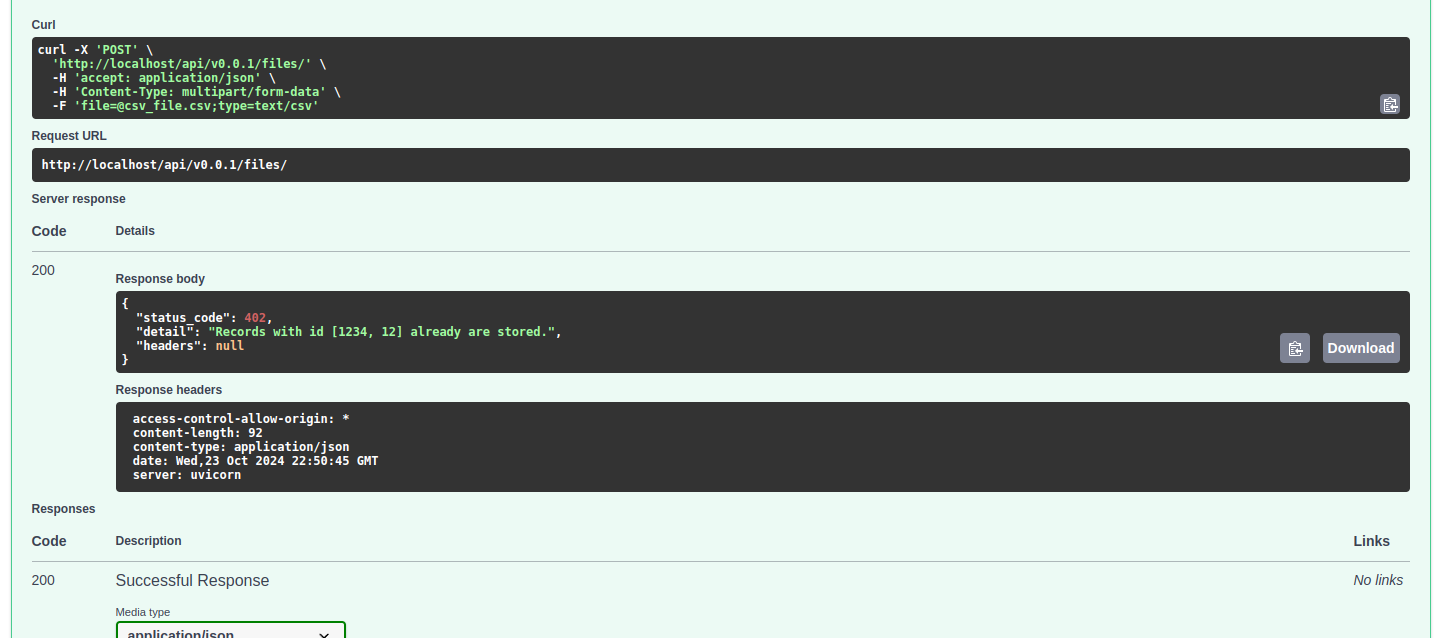 Curl
curl -X 'POST' \
  'http://localhost/api/v0.0.1/files/' \
  -H 'accept: application/json' \
  -H 'Content-Type: multipart/form-data' \
  -F 'file=@csv_file.csv;type=text/csv'
Request URL
http://localhost/api/v0.0.1/files/
Server response
Code Details
200
Response body
{
  "status_code": 402,
  "detail": "Records with id [1234, 12] already are stored.",
  "headers": null
}
Download
Response headers
access-control-allow-origin: *
content-length: 92
content-type: application/json
date: Wed,23 Oct 2024 22:50:45 GMT
server: uvicorn
Responses
Code Description Links
200 Successful Response No links
Media type
application/json